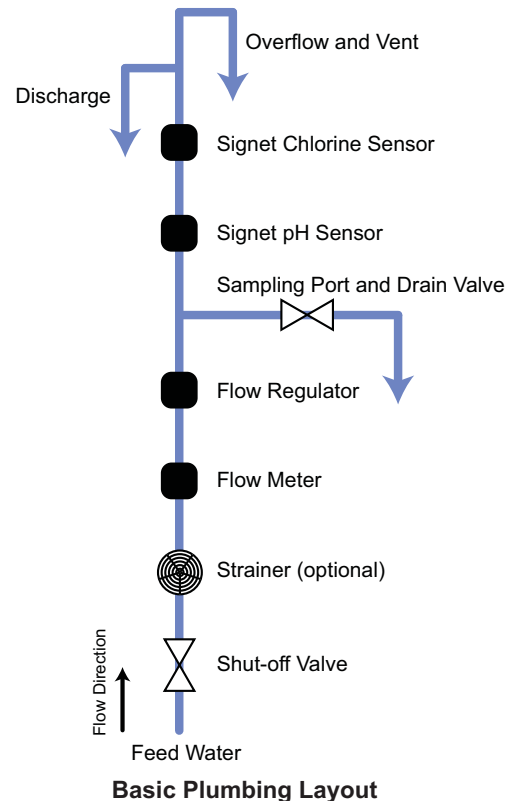 Overflow and Vent
Discharge
Signet Chlorine Sensor
Signet pH Sensor
Sampling Port and Drain Valve
Flow Regulator
Flow Meter
Strainer (optional)
Shut-off Valve
Flow Direction
Feed Water
Basic Plumbing Layout